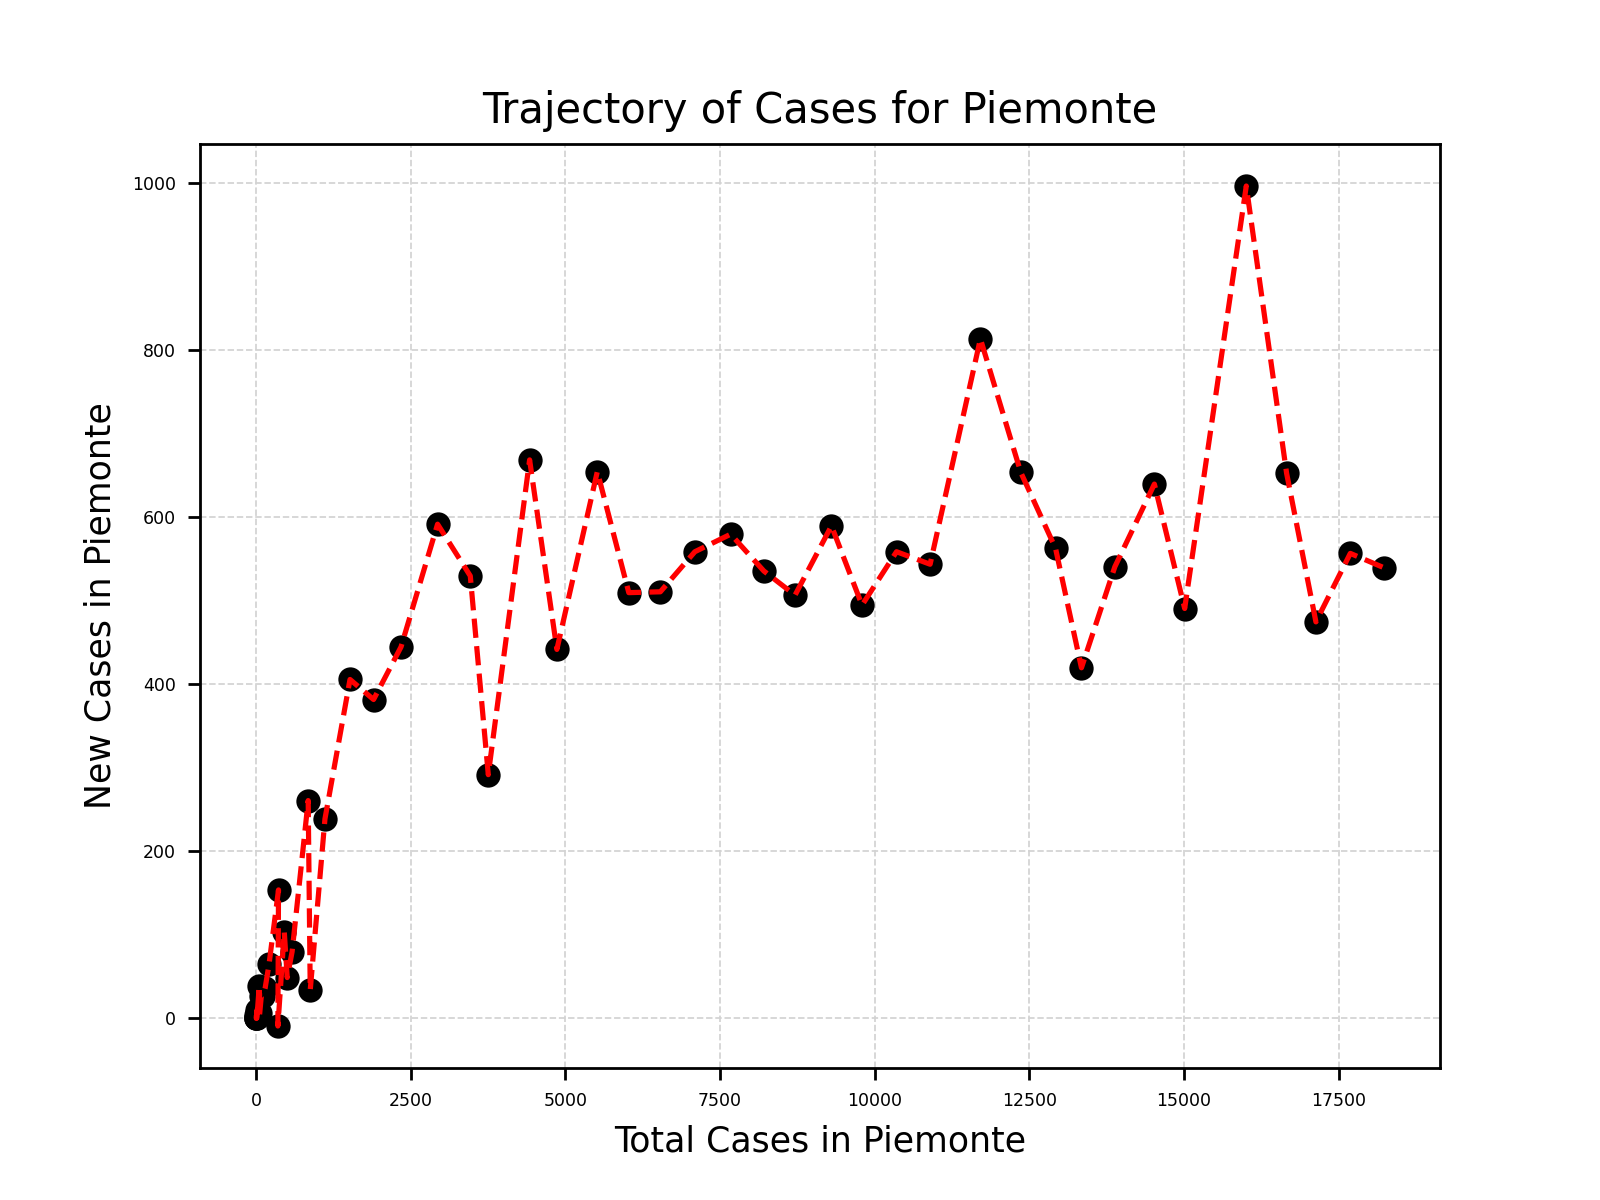 Trajectory of Cases for Piemonte
New Cases in Piemonte
1000
800
600
400
200
0
0 2500 5000 7500 10000 12500 15000 17500
Total Cases in Piemonte